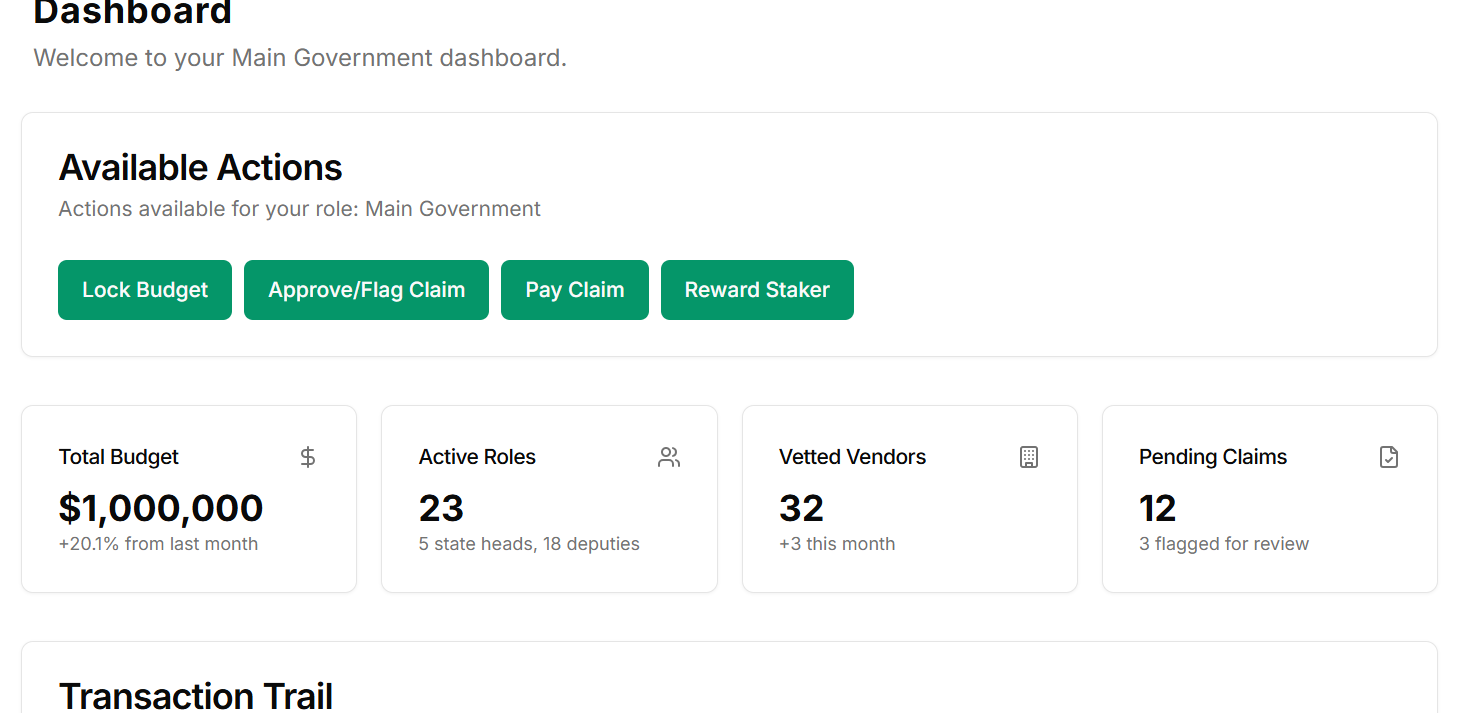 Dashboard
Welcome to your Main Government dashboard.
Available Actions
Actions available for your role: Main Government
Lock Budget
Approve/Flag Claim
Pay Claim
Reward Staker
Total Budget
$1,000,000
+20.1% from last month
Active Roles
23
5 state heads, 18 deputies
Vetted Vendors
32
+3 this month
Pending Claims
12
3 flagged for review
Transaction Trail